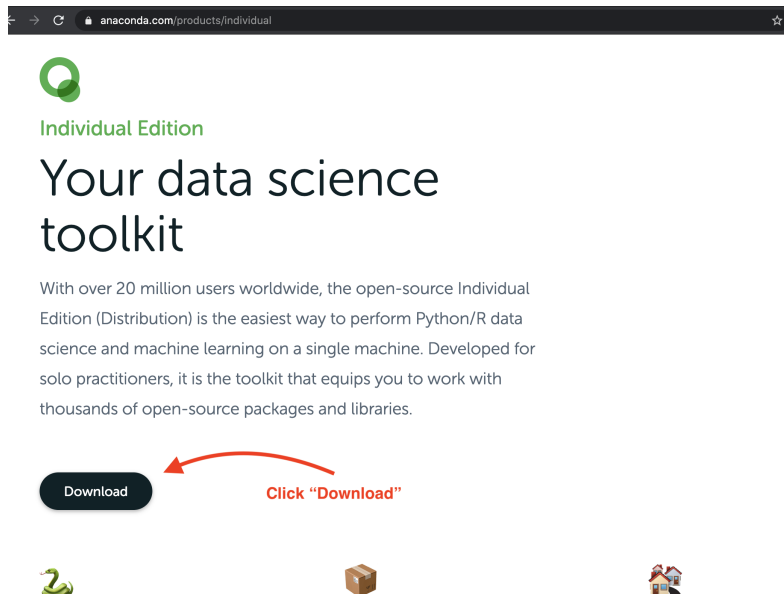 anaconda.com/products/individual
Individual Edition
Your data science
toolkit
With over 20 million users worldwide, the open-source Individual
Edition (Distribution) is the easiest way to perform Python/R data
science and machine learning on a single machine. Developed for
solo practitioners, it is the toolkit that equips you to work with
thousands of open-source packages and libraries.
Download
Click “Download”